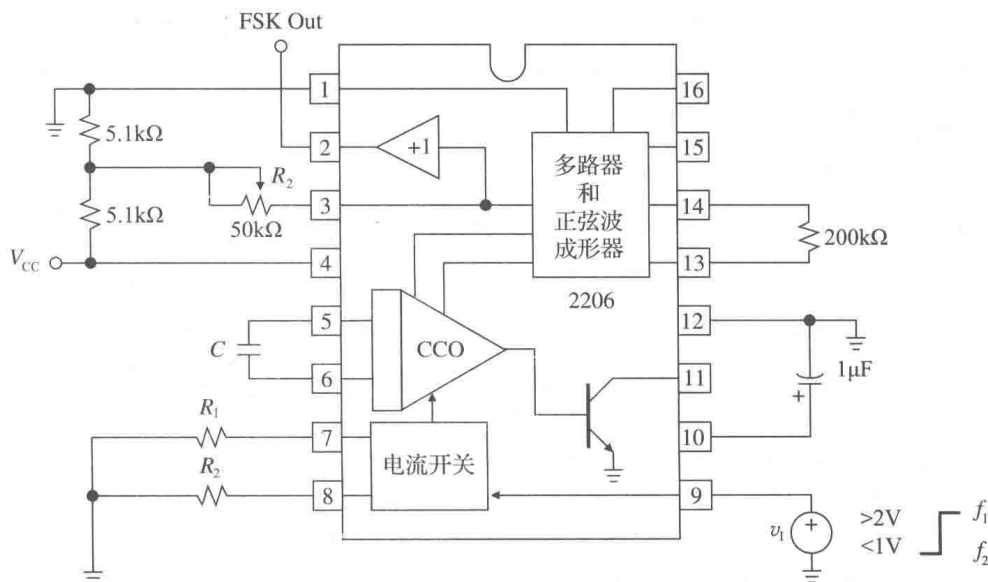 FSK Out
1
16
5.1kΩ
2
+1
15
多路器
和
正弦波
成形器
R₂
3
14
5.1kΩ
50kΩ
200kΩ
V_CC
4
13
2206
5
12
C
CCO
1μF
6
11
+
R₁
7
10
电流开关
R₂
8
9
v_I
+
>2V
<1V
f₁
f₂